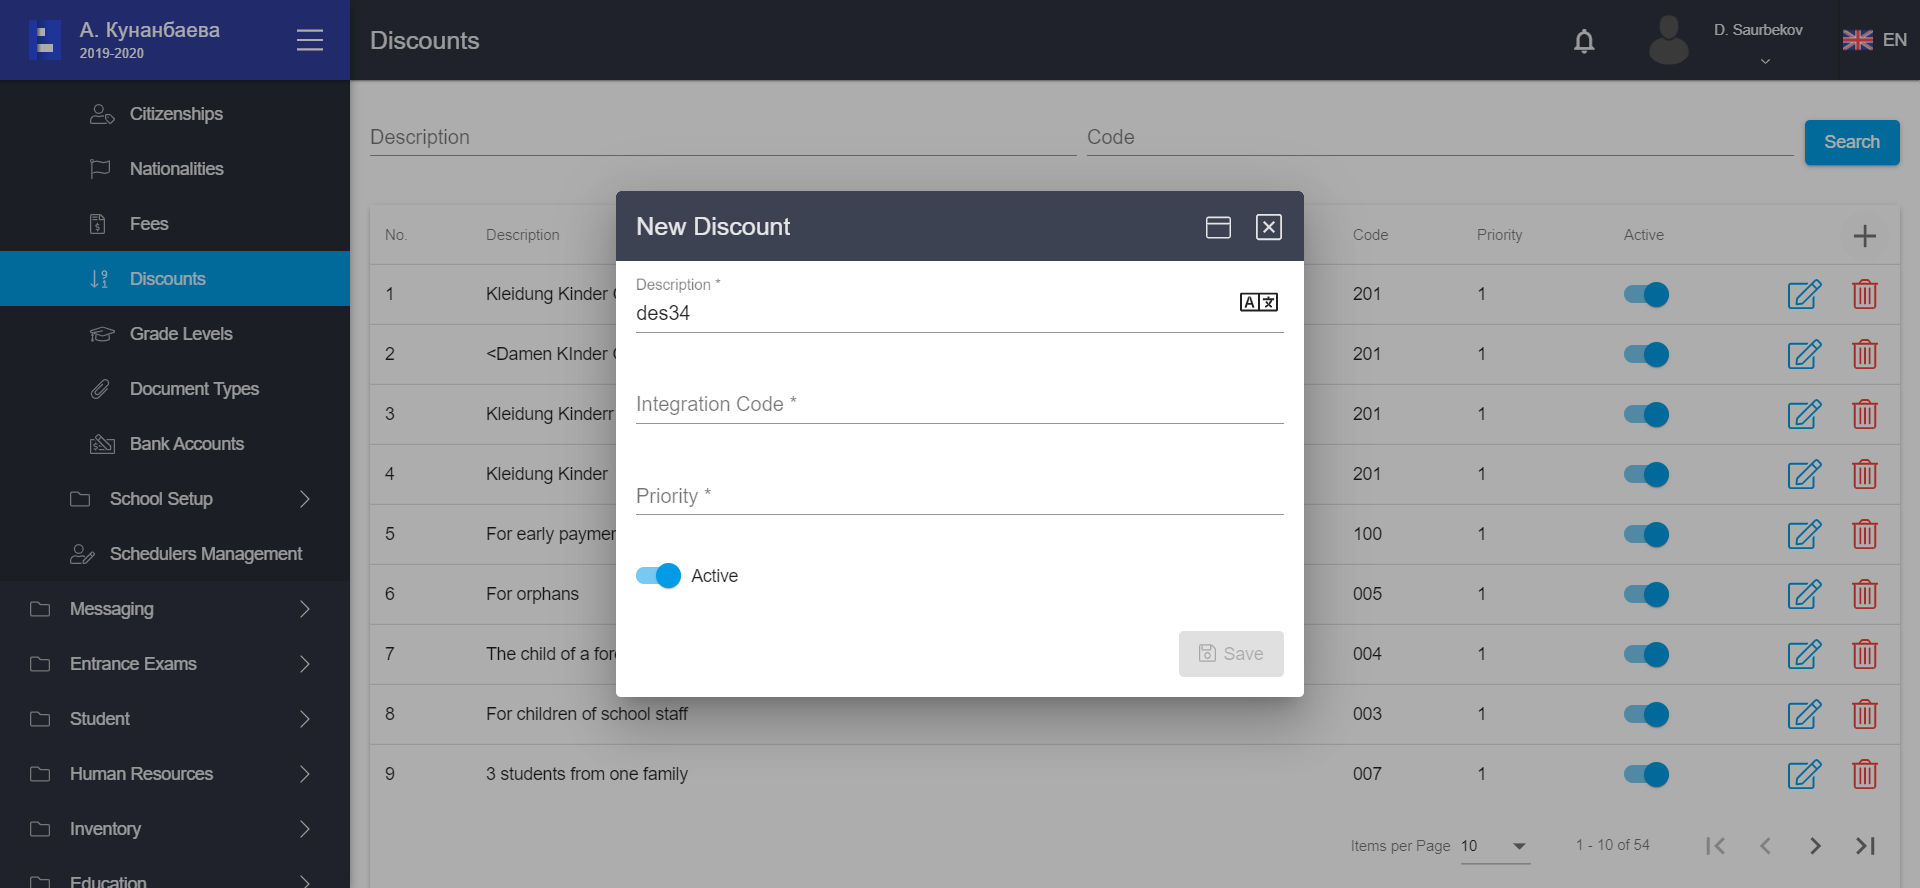 А. Кунанбаева
2019-2020
Discounts
D. Saurbekov
EN
Citizenships
Nationalities
Fees
Discounts
Grade Levels
Document Types
Bank Accounts
School Setup
Schedulers Management
Messaging
Entrance Exams
Student
Human Resources
Inventory
Education
Description
Code
Search
No.
Description
Code
Priority
Active
1
Kleidung Kinder
201
1
2
<Damen KInder
201
1
3
Kleidung Kinderr
201
1
4
Kleidung Kinder
201
1
5
For early
100
1
6
For orphans
005
1
7
The child of a
004
1
8
For children of school staff
003
1
9
3 students from one family
007
1
Items per Page 10
1 - 10 of 54
New Discount
Description *
des34
Integration Code *
Priority *
Active
Save